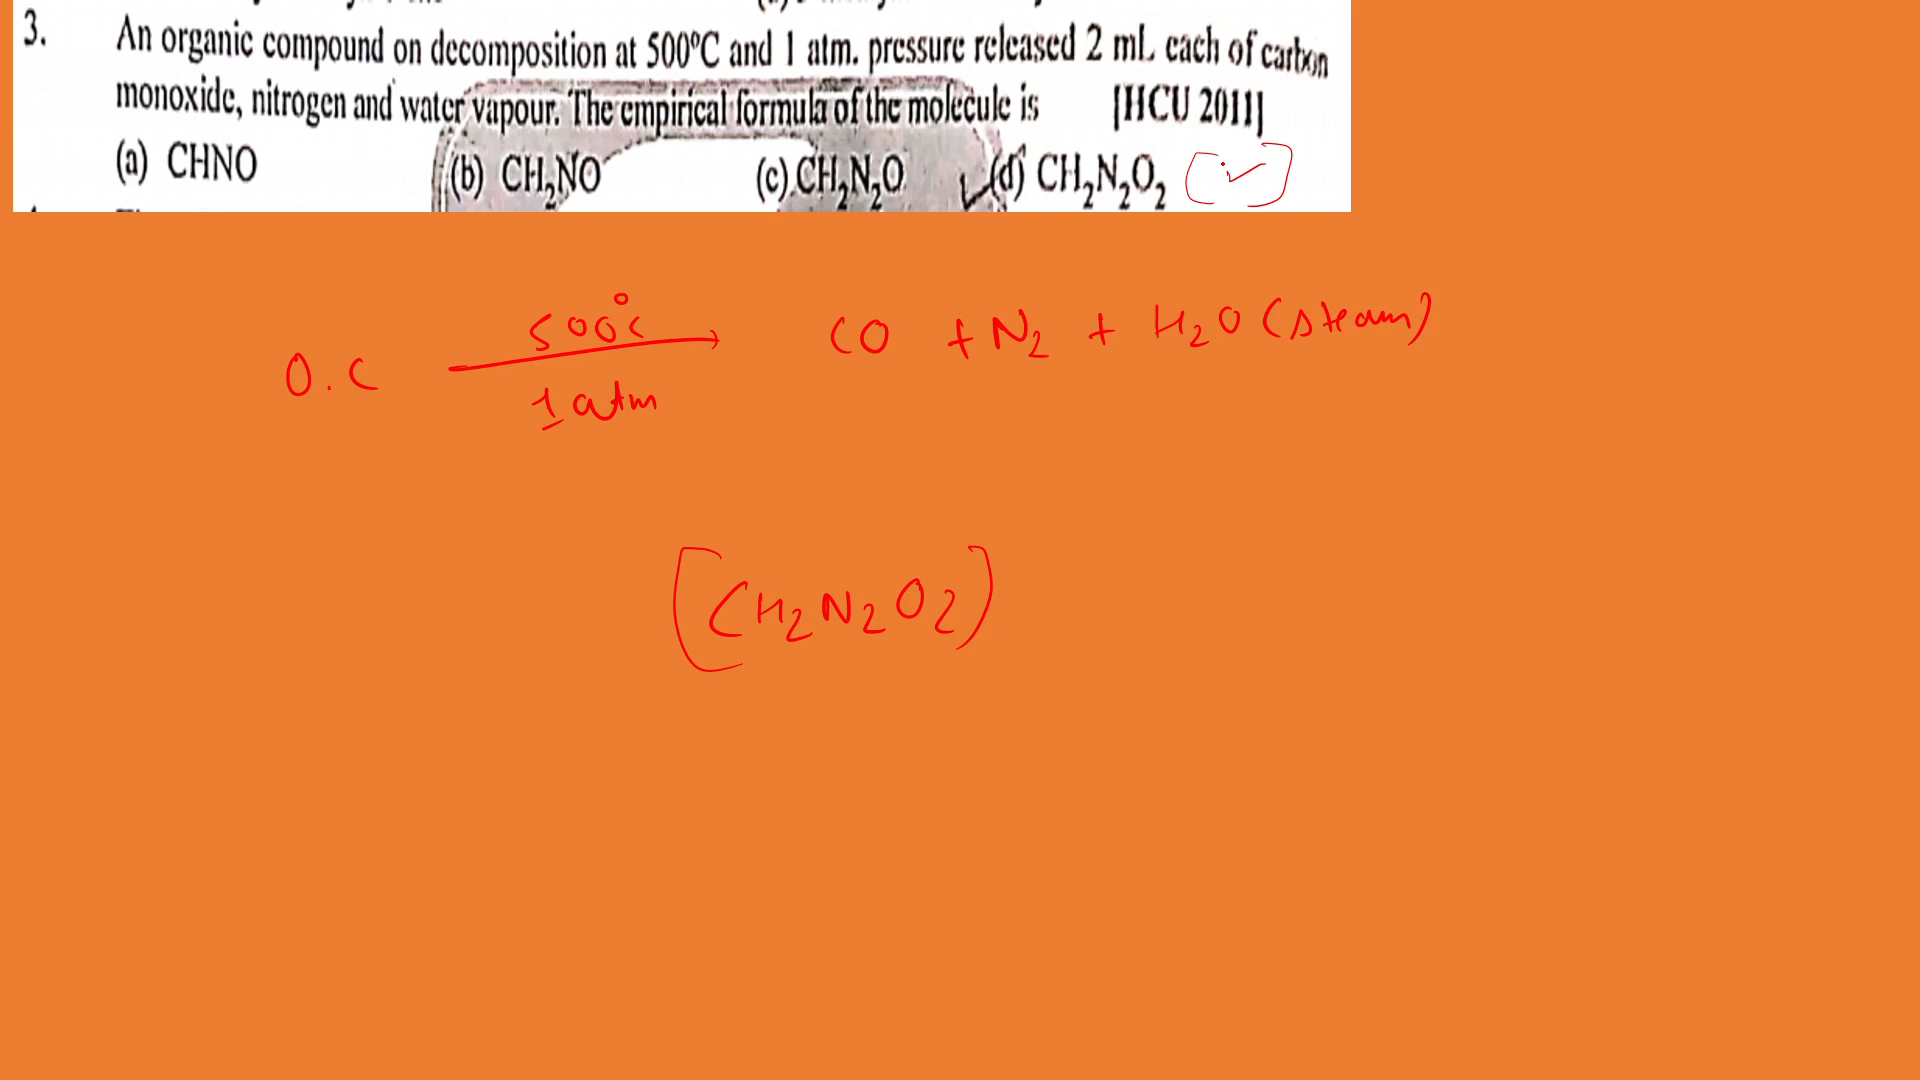 3. An organic compound on decomposition at 500°C and 1 atm. pressure released 2 mL each of carbon
monoxide, nitrogen and water vapour. The empirical formula of the molecule is [HCU 2011]
(a) CHNO (b) CH₂NO (c) CH₂N₂O (d) CH₂N₂O₂
O.C 500°C CO + N₂ + H₂O (steam)
1 atm
[CH₂N₂O₂]